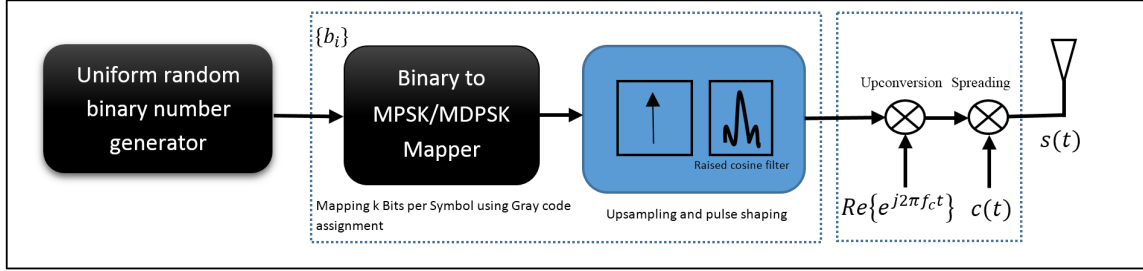 Uniform random
binary number
generator
{b_i}
Binary to
MPSK/MDPSK
Mapper
Mapping k Bits per Symbol using Gray code
assignment
Raised cosine filter
Upsampling and pulse shaping
Upconversion
Spreading
Re{e^{j2πf_ct}}
c(t)
s(t)